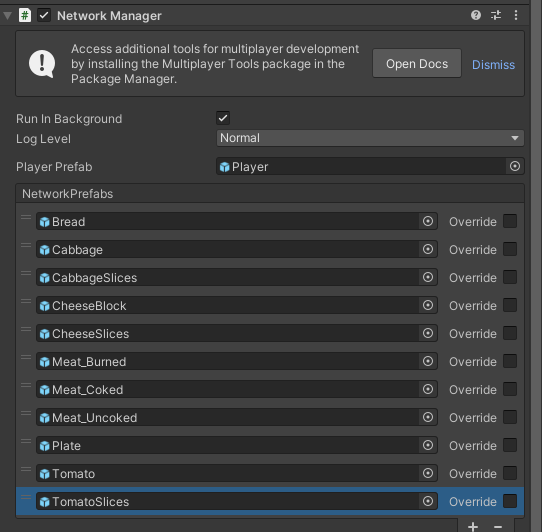 Network Manager
Access additional tools for multiplayer development
by installing the Multiplayer Tools package in the
Package Manager.
Open Docs
Dismiss
Run In Background
Log Level
Normal
Player Prefab
Player
NetworkPrefabs
Bread Override
Cabbage Override
CabbageSlices Override
CheeseBlock Override
CheeseSlices Override
Meat_Burned Override
Meat_Coked Override
Meat_Uncoked Override
Plate Override
Tomato Override
TomatoSlices Override